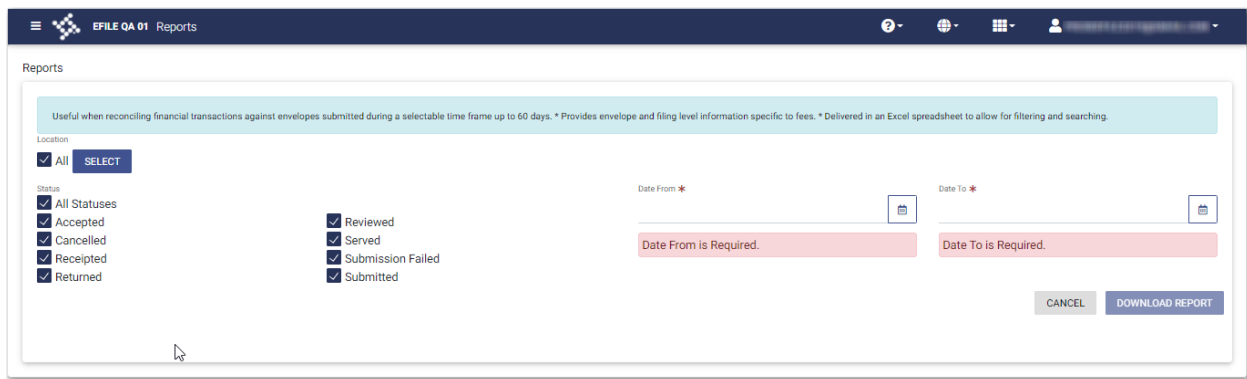 EFILE QA 01 Reports
Reports
Useful when reconciling financial transactions against envelopes submitted during a selectable time frame up to 60 days. * Provides envelope and filing level information specific to fees. * Delivered in an Excel spreadsheet to allow for filtering and searching.
Location
All SELECT
Status
All Statuses
Accepted
Cancelled
Receipted
Returned
Reviewed
Served
Submission Failed
Submitted
Date From *
Date From is Required.
Date To *
Date To is Required.
CANCEL DOWNLOAD REPORT